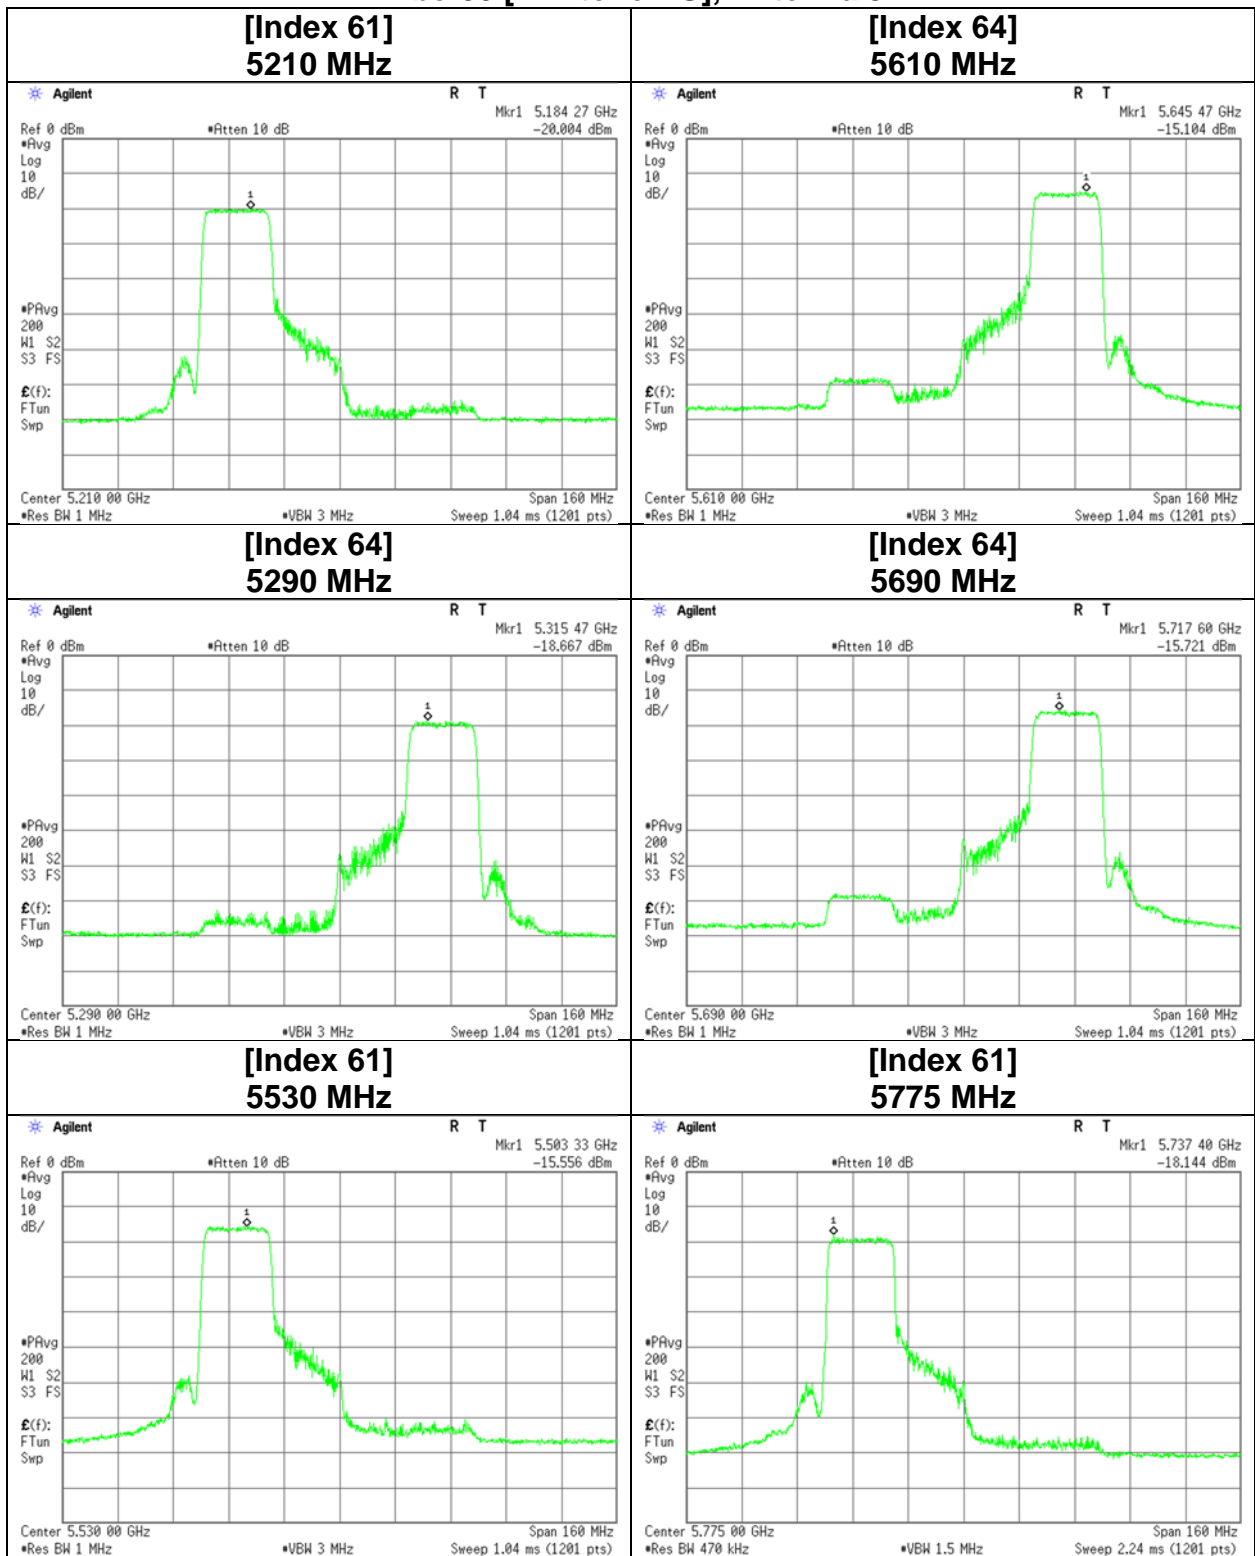 [Index 61]
5210 MHz
Agilent
R T
Mkr1 5.184 27 GHz
Ref 0 dBm
#Atten 10 dB
-20.004 dBm
#Avg
Log
10
dB/
1
#PAvg
200
W1 S2
S3 FS
£(f):
FTun
Swp
Center 5.210 00 GHz
Span 160 MHz
#Res BW 1 MHz
#VBW 3 MHz
Sweep 1.04 ms (1201 pts)
[Index 64]
5610 MHz
Agilent
R T
Mkr1 5.645 47 GHz
Ref 0 dBm
#Atten 10 dB
-15.104 dBm
#Avg
Log
10
dB/
1
#PAvg
200
W1 S2
S3 FS
£(f):
FTun
Swp
Center 5.610 00 GHz
Span 160 MHz
#Res BW 1 MHz
#VBW 3 MHz
Sweep 1.04 ms (1201 pts)
[Index 64]
5290 MHz
Agilent
R T
Mkr1 5.315 47 GHz
Ref 0 dBm
#Atten 10 dB
-18.667 dBm
#Avg
Log
10
dB/
1
#PAvg
200
W1 S2
S3 FS
£(f):
FTun
Swp
Center 5.290 00 GHz
Span 160 MHz
#Res BW 1 MHz
#VBW 3 MHz
Sweep 1.04 ms (1201 pts)
[Index 64]
5690 MHz
Agilent
R T
Mkr1 5.717 60 GHz
Ref 0 dBm
#Atten 10 dB
-15.721 dBm
#Avg
Log
10
dB/
1
#PAvg
200
W1 S2
S3 FS
£(f):
FTun
Swp
Center 5.690 00 GHz
Span 160 MHz
#Res BW 1 MHz
#VBW 3 MHz
Sweep 1.04 ms (1201 pts)
[Index 61]
5530 MHz
Agilent
R T
Mkr1 5.503 33 GHz
Ref 0 dBm
#Atten 10 dB
-15.556 dBm
#Avg
Log
10
dB/
1
#PAvg
200
W1 S2
S3 FS
£(f):
FTun
Swp
Center 5.530 00 GHz
Span 160 MHz
#Res BW 1 MHz
#VBW 3 MHz
Sweep 1.04 ms (1201 pts)
[Index 61]
5775 MHz
Agilent
R T
Mkr1 5.737 40 GHz
Ref 0 dBm
#Atten 10 dB
-18.144 dBm
#Avg
Log
10
dB/
1
#PAvg
200
W1 S2
S3 FS
£(f):
FTun
Swp
Center 5.775 00 GHz
Span 160 MHz
#Res BW 470 kHz
#VBW 1.5 MHz
Sweep 2.24 ms (1201 pts)